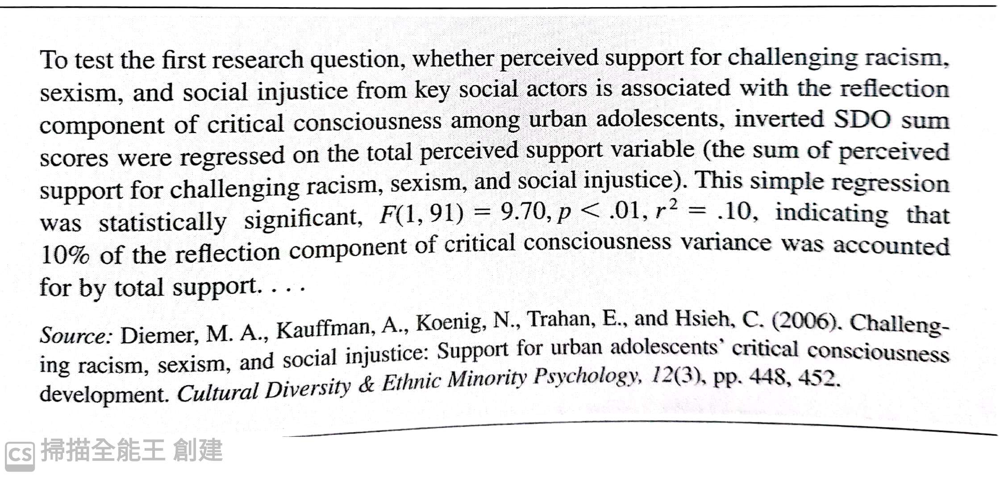 To test the first research question, whether perceived support for challenging racism,
sexism, and social injustice from key social actors is associated with the reflection
component of critical consciousness among urban adolescents, inverted SDO sum
scores were regressed on the total perceived support variable (the sum of perceived
support for challenging racism, sexism, and social injustice). This simple regression
was statistically significant, F(1, 91) = 9.70, p < .01, r² = .10, indicating that
10% of the reflection component of critical consciousness variance was accounted
for by total support. . . .
Source: Diemer, M. A., Kauffman, A., Koenig, N., Trahan, E., and Hsieh, C. (2006). Challeng-
ing racism, sexism, and social injustice: Support for urban adolescents’ critical consciousness
development. Cultural Diversity & Ethnic Minority Psychology, 12(3), pp. 448, 452.
CS 掃描全能王 創建